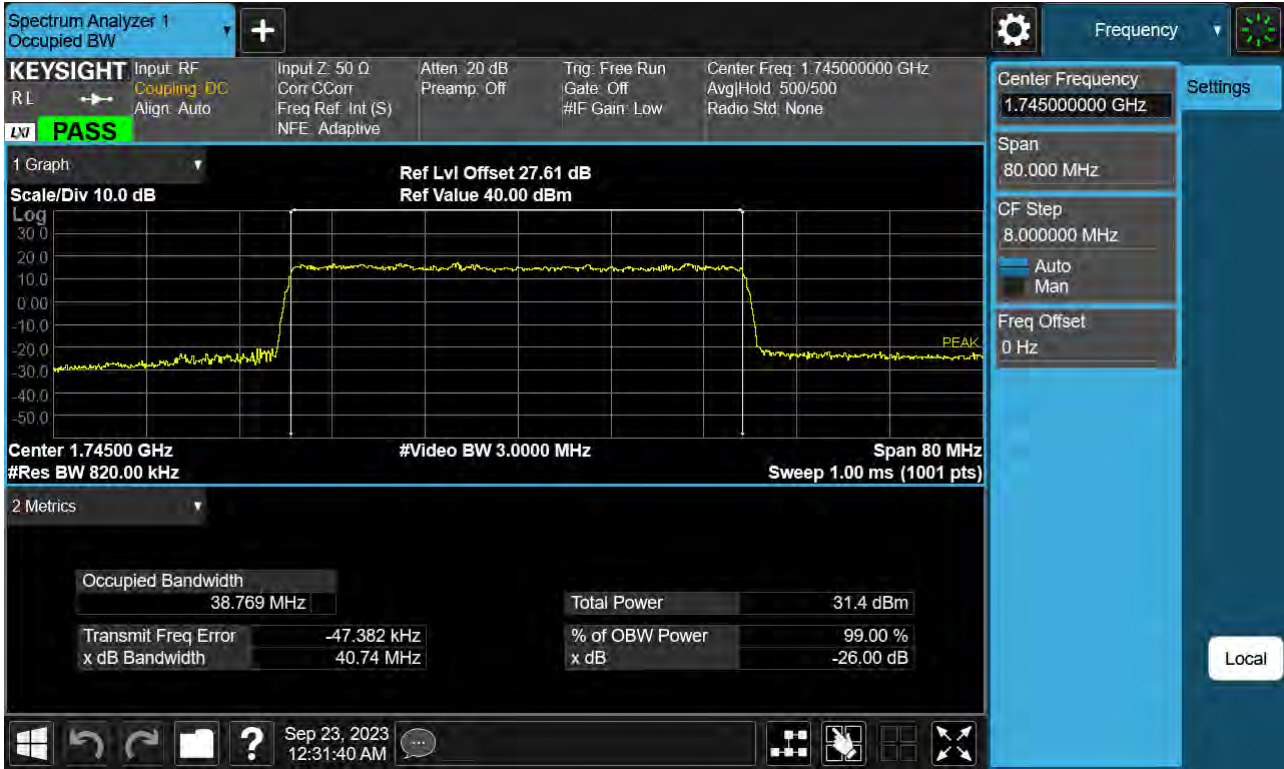 Spectrum Analyzer 1
Occupied BW
Frequency
KEYSIGHT
R L
LXI
PASS
Input: RF
Coupling: DC
Align: Auto
Input Z: 50 Ω
Corr CCorr
Freq Ref: Int (S)
NFE: Adaptive
Atten: 20 dB
Preamp: Off
Trig: Free Run
Gate: Off
#IF Gain: Low
Center Freq: 1.745000000 GHz
Avg|Hold: 500/500
Radio Std: None
Center Frequency
1.745000000 GHz
Settings
Span
80.000 MHz
CF Step
8.000000 MHz
Auto
Man
Freq Offset
0 Hz
Local
1 Graph
Scale/Div 10.0 dB
Ref Lvl Offset 27.61 dB
Ref Value 40.00 dBm
Log
30.0
20.0
10.0
0.00
-10.0
-20.0
-30.0
-40.0
-50.0
PEAK
Center 1.74500 GHz
#Video BW 3.0000 MHz
Span 80 MHz
#Res BW 820.00 kHz
Sweep 1.00 ms (1001 pts)
2 Metrics
Occupied Bandwidth
38.769 MHz
Total Power 31.4 dBm
Transmit Freq Error -47.382 kHz
% of OBW Power 99.00 %
x dB Bandwidth 40.74 MHz
x dB -26.00 dB
?
Sep 23, 2023
12:31:40 AM